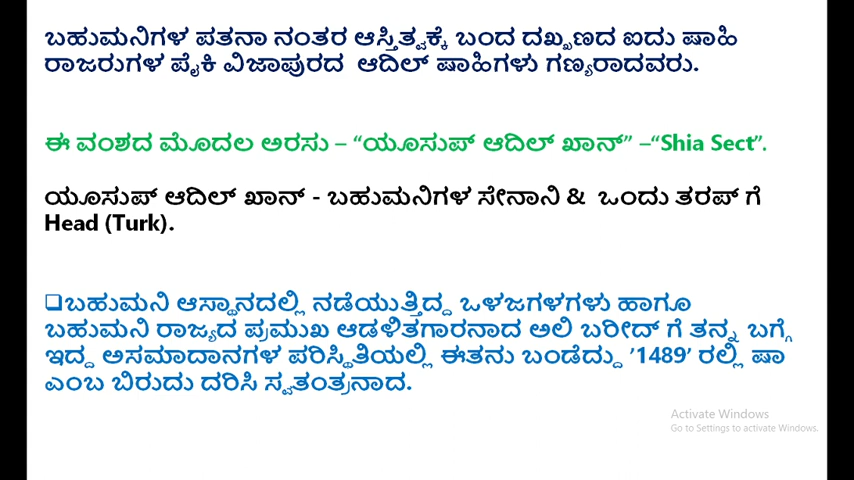 ಬಹುಮನಿಗಳ ಪತನಾ ನಂತರ ಆಸ್ತಿತ್ವಕ್ಕೆ ಬಂದ ದಖ್ಖಣದ ಐದು ಷಾಹಿ
ರಾಜರುಗಳ ಪೈಕಿ ವಿಜಾಪುರದ ಆದಿಲ್ ಷಾಹಿಗಳು ಗಣ್ಯರಾದವರು.
ಈ ವಂಶದ ಮೊದಲ ಅರಸು – “ಯೂಸುಪ್ ಆದಿಲ್ ಖಾನ್” –“Shia Sect”.
ಯೂಸುಪ್ ಆದಿಲ್ ಖಾನ್ - ಬಹುಮನಿಗಳ ಸೇನಾನಿ & ಒಂದು ತರಪ್ ಗೆ
Head (Turk).
❑ಬಹುಮನಿ ಆಸ್ಥಾನದಲ್ಲಿ ನಡೆಯುತ್ತಿದ್ದ ಒಳಜಗಳಗಳು ಹಾಗೂ
ಬಹುಮನಿ ರಾಜ್ಯದ ಪ್ರಮುಖ ಆಡಳಿತಗಾರನಾದ ಅಲಿ ಬರೀದ್ ಗೆ ತನ್ನ ಬಗ್ಗೆ
ಇದ್ದ ಅಸಮಾದಾನಗಳ ಪರಿಸ್ಥಿತಿಯಲ್ಲಿ ಈತನು ಬಂಡೆದ್ದು ’1489’ ರಲ್ಲಿ ಷಾ
ಎಂಬ ಬಿರುದು ದರಿಸಿ ಸ್ವತಂತ್ರನಾದ.
Activate Windows
Go to Settings to activate Windows.